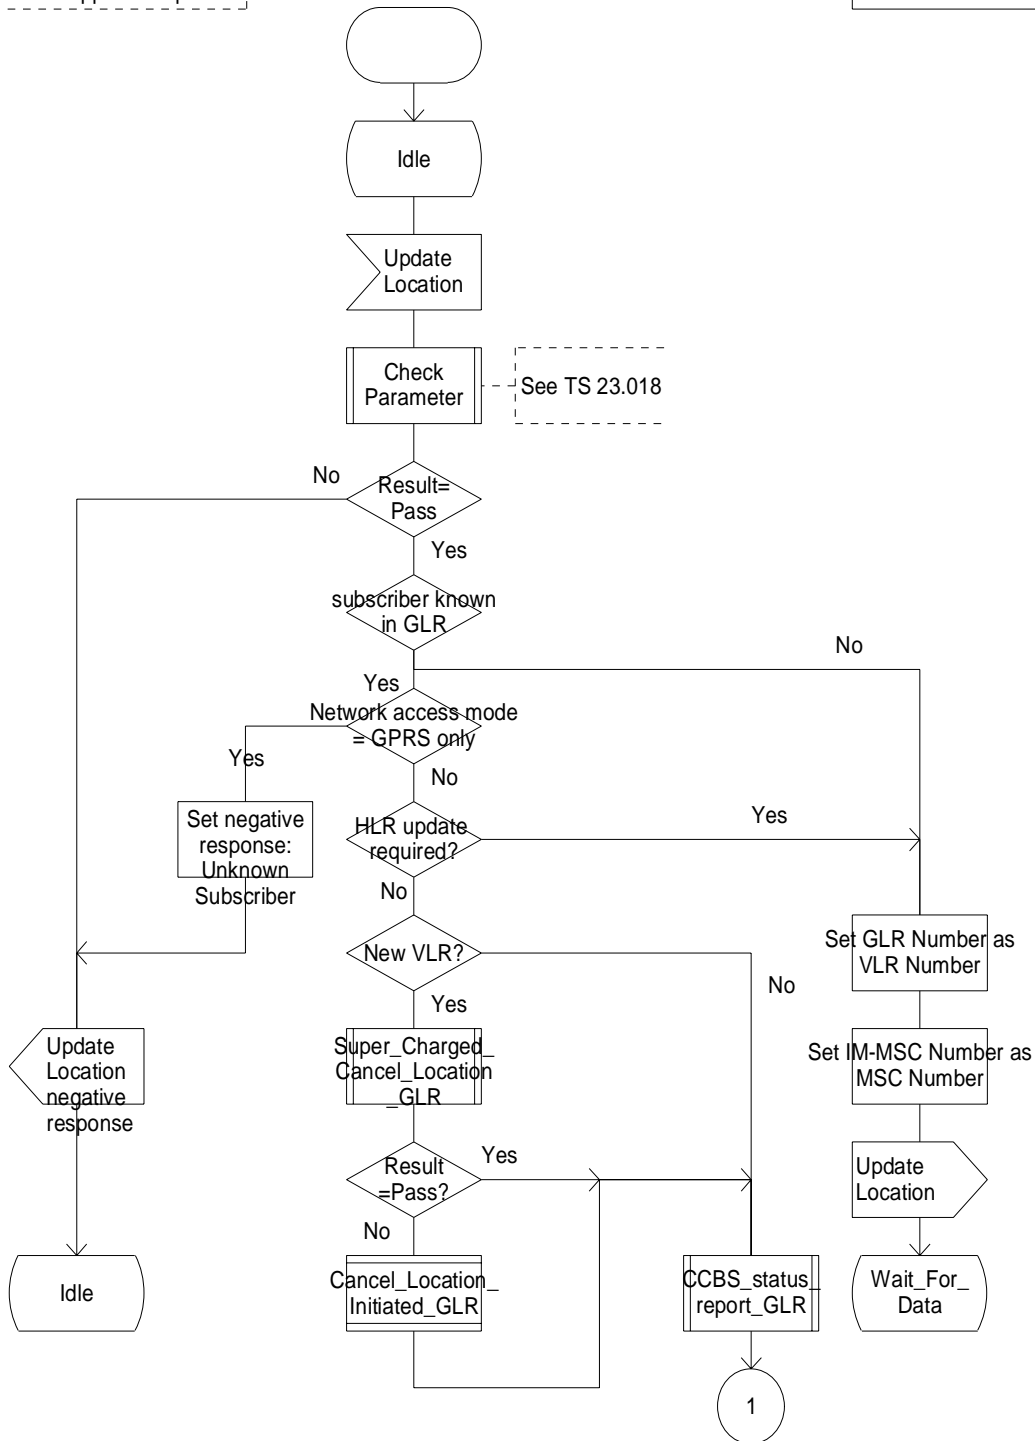 Idle
Update
Location
Check
Parameter
See TS 23.018
No
Result=
Pass
Yes
subscriber known
in GLR
No
Yes
Network access mode
= GPRS only
Yes
No
Set negative
response:
Unknown
Subscriber
HLR update
required?
Yes
No
New VLR?
Set GLR Number as
VLR Number
No
Yes
Update
Location
negative
response
Super_Charged_
Cancel_Location
_GLR
Set IM-MSC Number as
MSC Number
Result
=Pass?
Yes
Update
Location
No
Idle
Cancel_Location_
Initiated_GLR
CCBS_status_
report_GLR
Wait_For_
Data
1